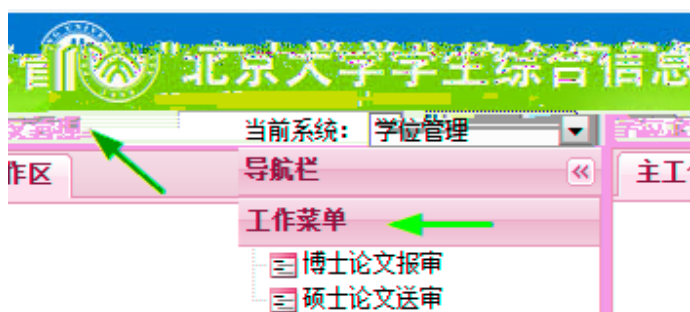 "北京大学学生综合信息
当前系统: 学位管理
作区
导航栏
主工作
工作菜单
博士论文报审
硕士论文送审